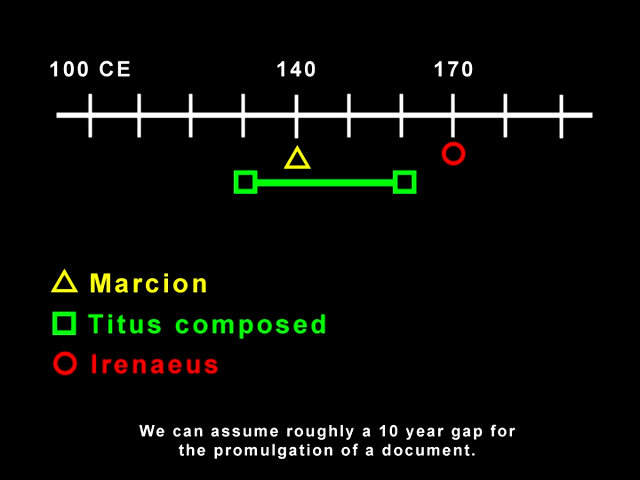 100 CE 140 170
Marcion
Titus composed
Irenaeus
We can assume roughly a 10 year gap for
the promulgation of a document.